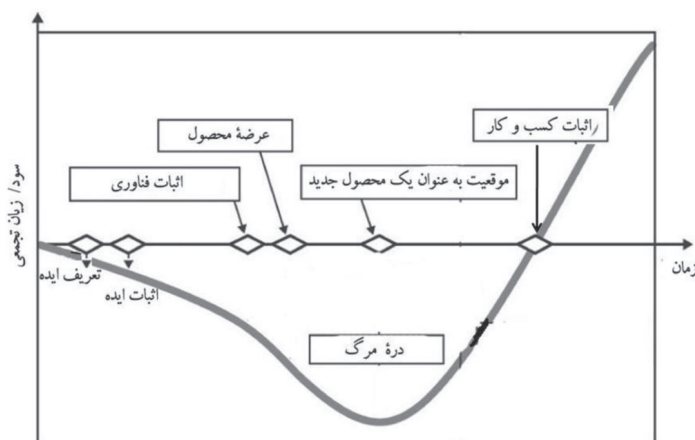 سود/ زیان تجمعی
عرضهٔ محصول
اثبات کسب و کار
اثبات فناوری
موقعیت به عنوان یک محصول جدید
زمان
تعریف ایده
اثبات ایده
درهٔ مرگ